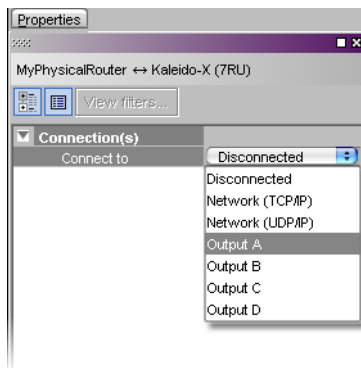 Properties
MyPhysicalRouter ↔ Kaleido-X (7RU)
View filters...
Connection(s)
Connect to Disconnected
Disconnected
Network (TCP/IP)
Network (UDP/IP)
Output A
Output B
Output C
Output D